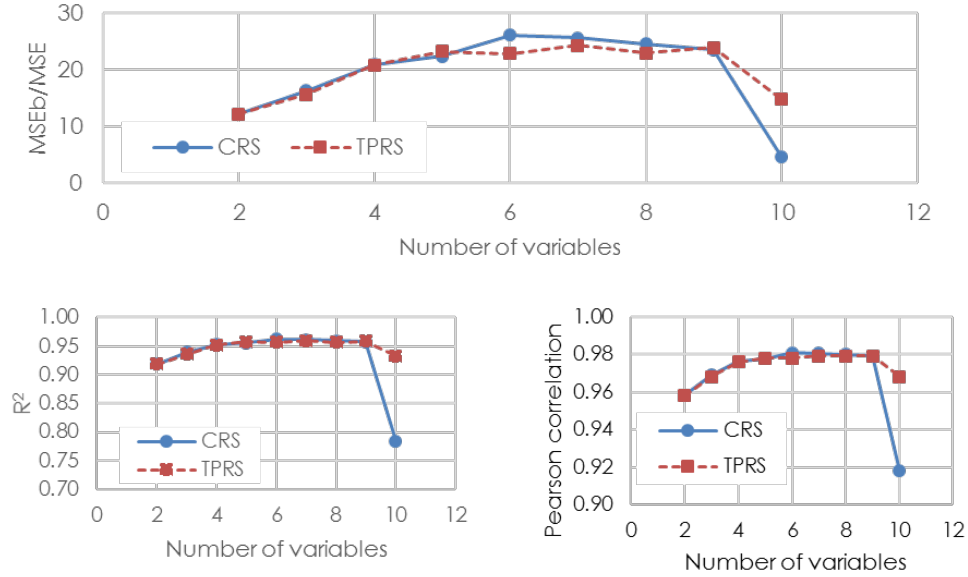 30
20
10
0
MSEb/MSE
CRS TPRS
0 2 4 6 8 10 12
Number of variables
1.00
0.95
0.90
0.85
0.80
0.75
0.70
R²
CRS
TPRS
0 2 4 6 8 10 12
Number of variables
1.00
0.98
0.96
0.94
0.92
0.90
Pearson correlation
CRS
TPRS
0 2 4 6 8 10 12
Number of variables